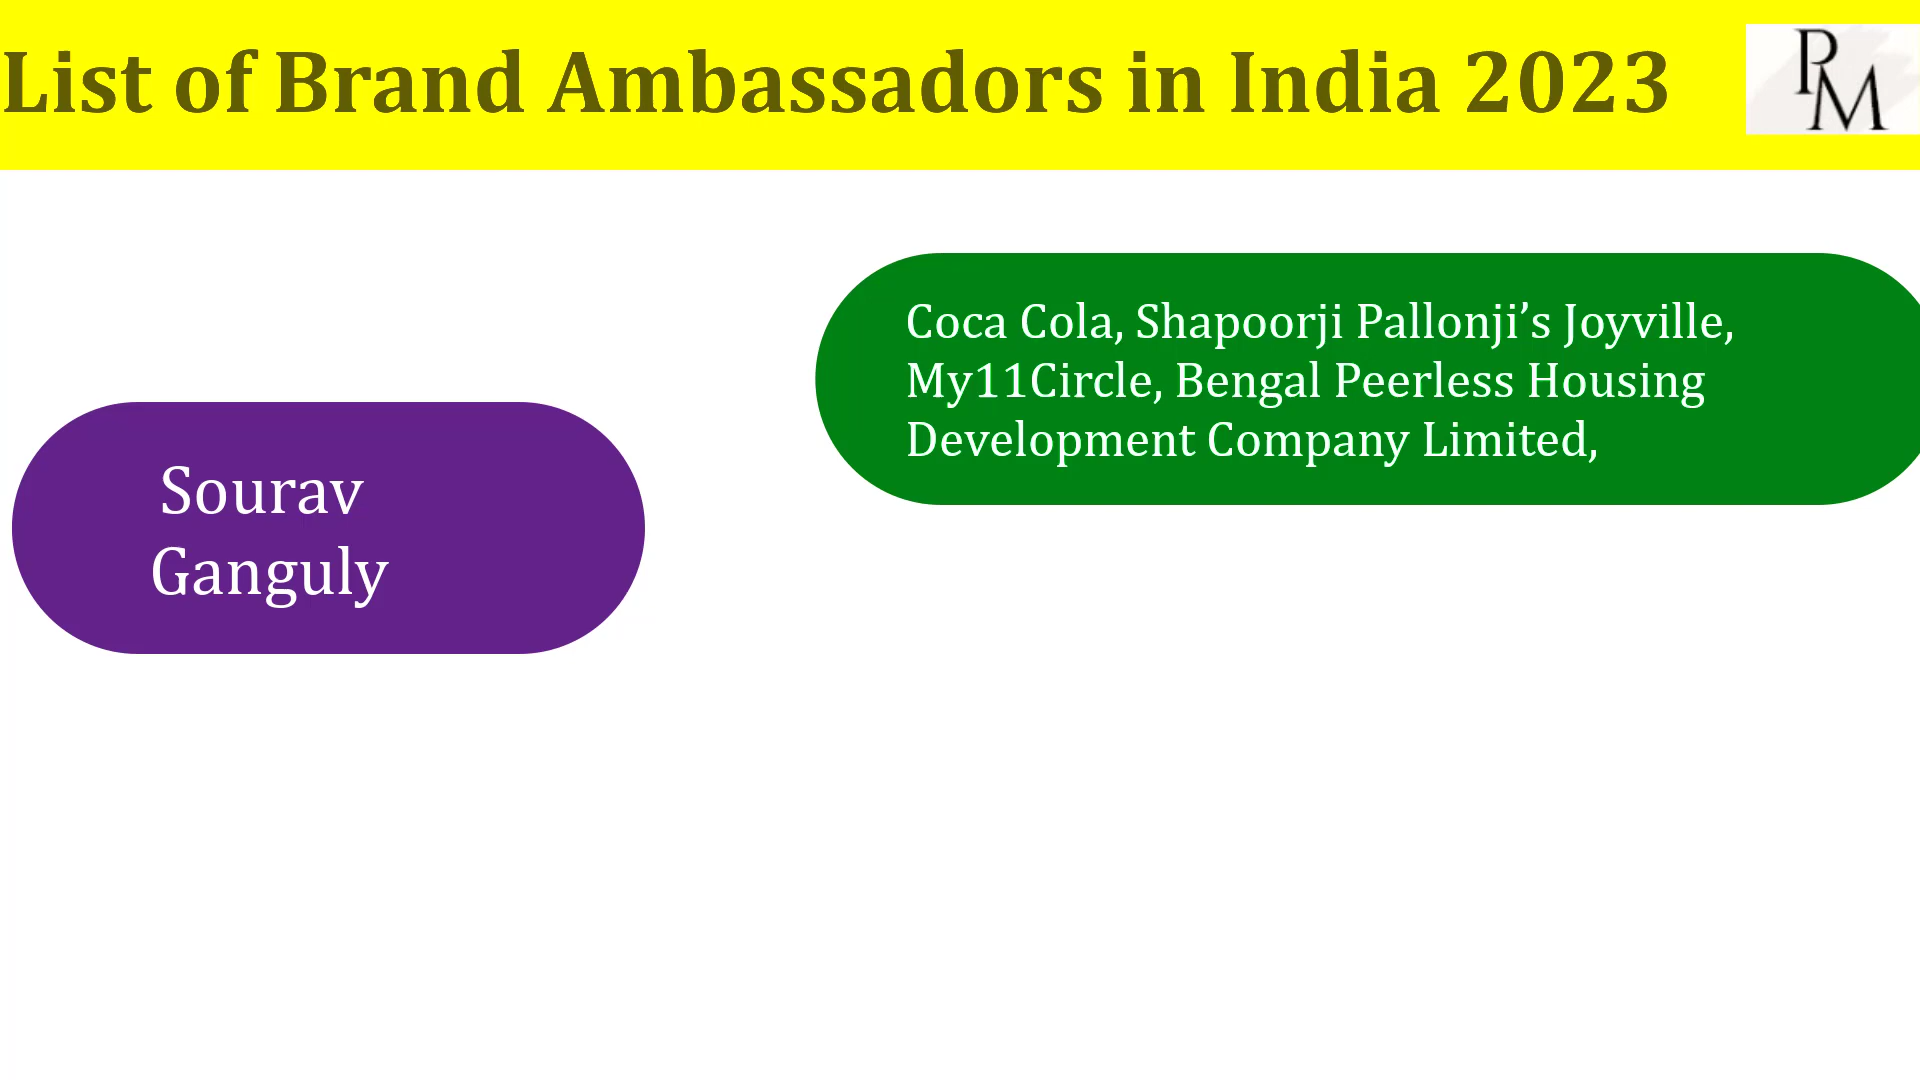 List of Brand Ambassadors in India 2023
PM
Coca Cola, Shapoorji Pallonji’s Joyville,
My11Circle, Bengal Peerless Housing
Development Company Limited,
Sourav
Ganguly